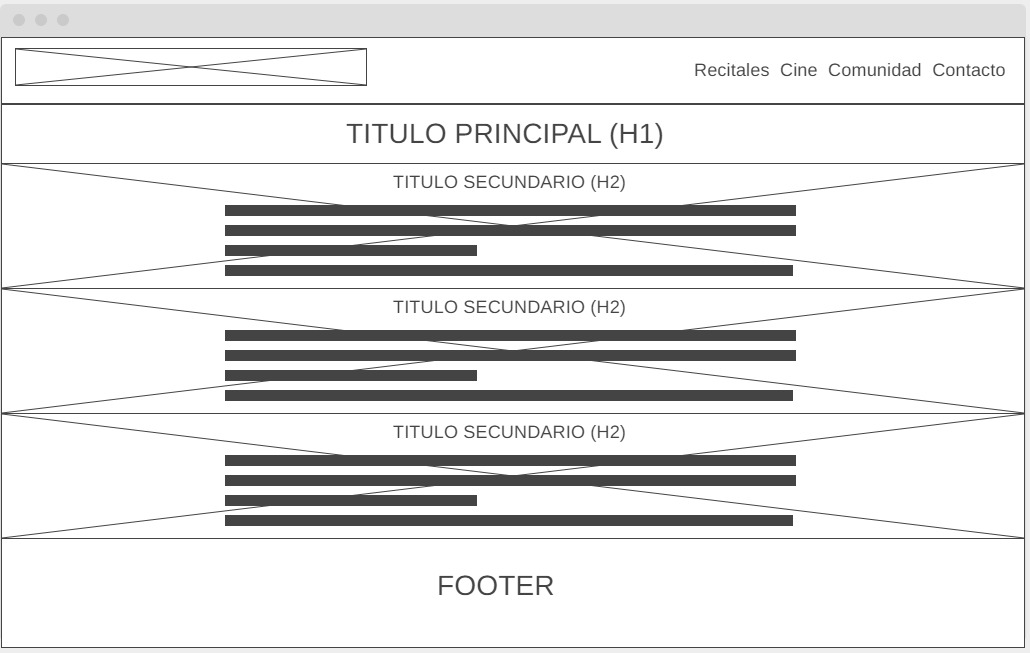 Recitales Cine Comunidad Contacto
TITULO PRINCIPAL (H1)
TITULO SECUNDARIO (H2)
TITULO SECUNDARIO (H2)
TITULO SECUNDARIO (H2)
FOOTER